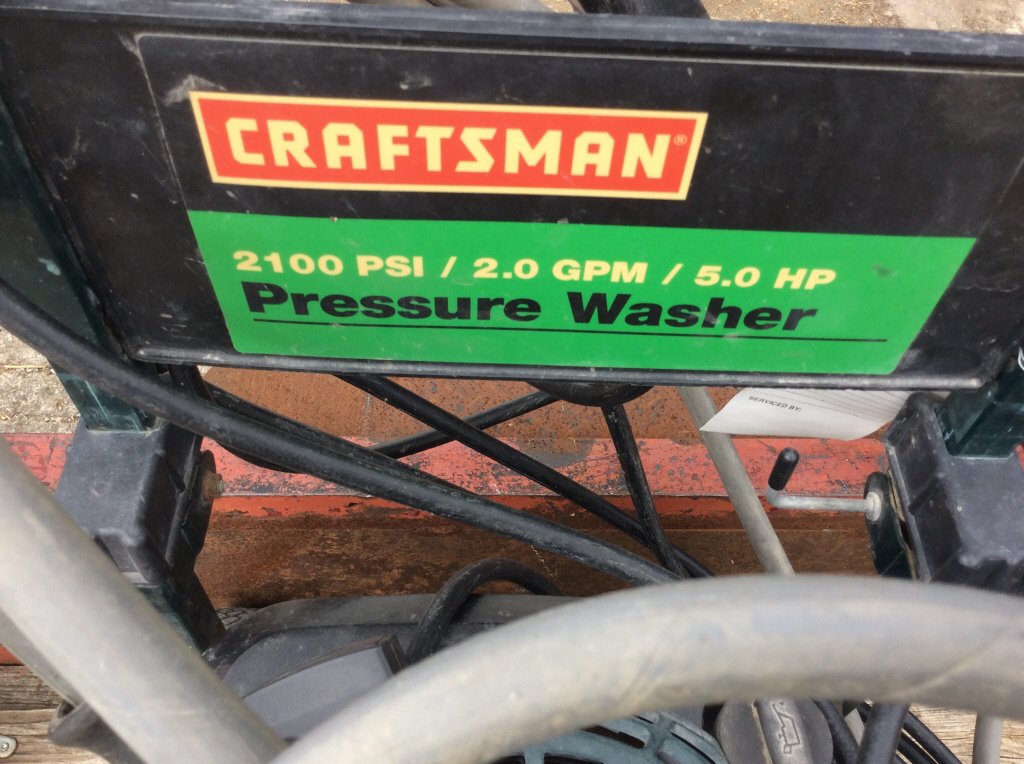 CRAFTSMAN®
2100 PSI / 2.0 GPM / 5.0 HP
Pressure Washer
SERVICED BY: